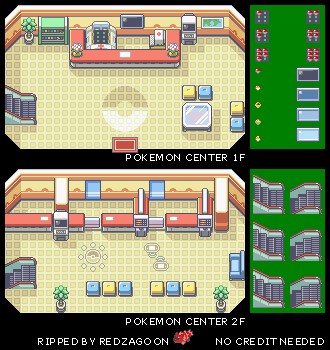 POKEMON CENTER 1F
POKEMON CENTER 2F
RIPPED BY REDZAGOON NO CREDIT NEEDED